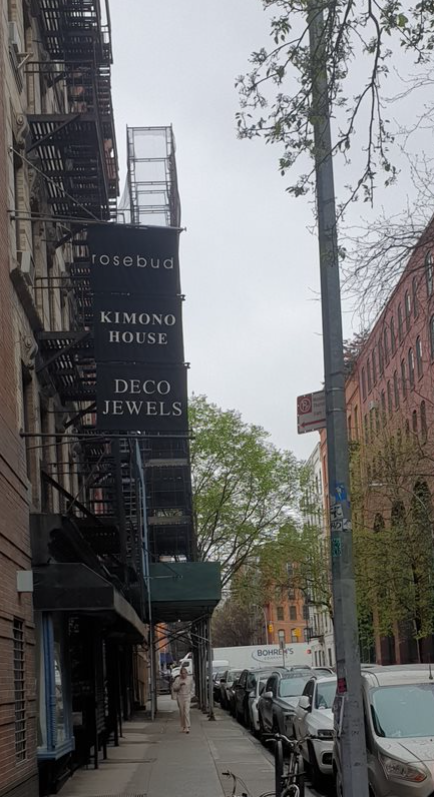 rosebud
KIMONO
HOUSE
DECO
JEWELS
BOHREN'S